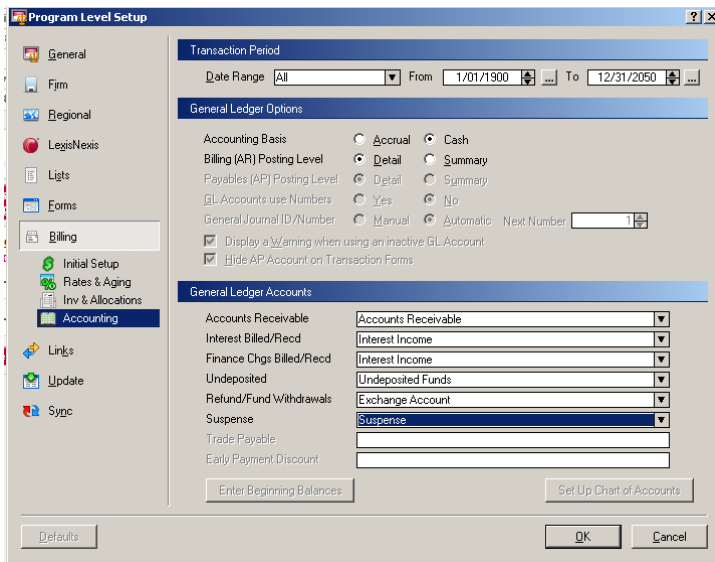 Program Level Setup
General
Firm
Regional
LexisNexis
Lists
Forms
Billing
Initial Setup
Rates & Aging
Inv & Allocations
Accounting
Links
Update
Sync
Transaction Period
Date Range All From 1/01/1900 ... To 12/31/2050 ...
General Ledger Options
Accounting Basis Accrual Cash
Billing (AR) Posting Level Detail Summary
Payables (AP) Posting Level Detail Summary
GL Accounts use Numbers Yes No
General Journal ID/Number Manual Automatic Next Number 1
Display a Warning when using an inactive GL Account
Hide AP Account on Transaction Forms
General Ledger Accounts
Accounts Receivable Accounts Receivable
Interest Billed/Recd Interest Income
Finance Chgs Billed/Recd Interest Income
Undeposited Undeposited Funds
Refund/Fund Withdrawals Exchange Account
Suspense Suspense
Trade Payable
Early Payment Discount
Enter Beginning Balances Set Up Chart of Accounts
Defaults OK Cancel